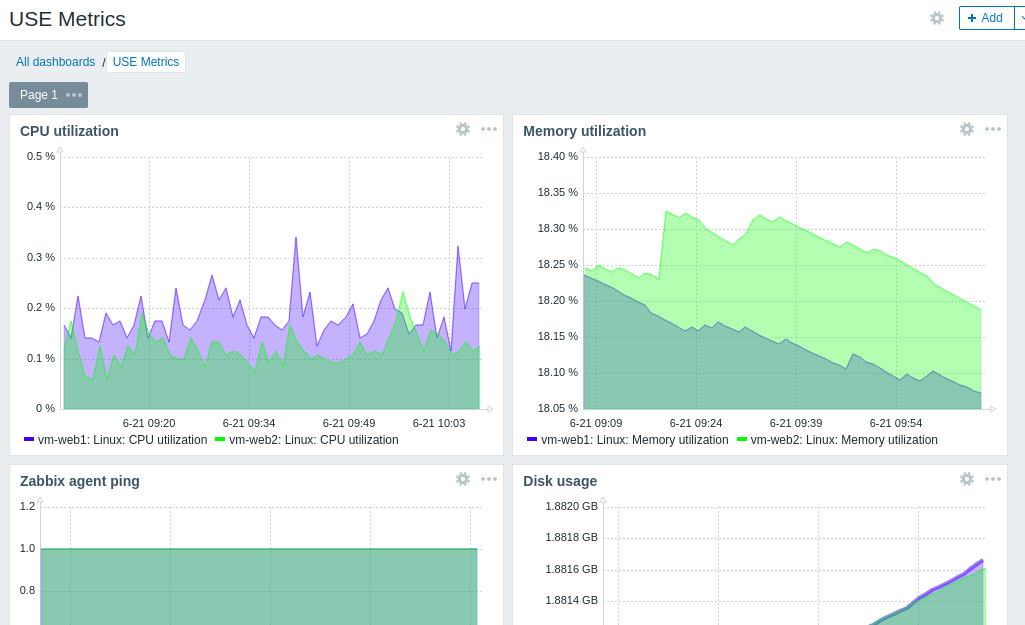 USE Metrics
+ Add
All dashboards / USE Metrics
Page 1
CPU utilization
0.5 %
0.4 %
0.3 %
0.2 %
0.1 %
0 %
6-21 09:20 6-21 09:34 6-21 09:49 6-21 10:03
vm-web1: Linux: CPU utilization vm-web2: Linux: CPU utilization
Memory utilization
18.40 %
18.35 %
18.30 %
18.25 %
18.20 %
18.15 %
18.10 %
18.05 %
6-21 09:09 6-21 09:24 6-21 09:39 6-21 09:54
vm-web1: Linux: Memory utilization vm-web2: Linux: Memory utilization
Zabbix agent ping
1.2
1.0
0.8
Disk usage
1.8820 GB
1.8818 GB
1.8816 GB
1.8814 GB